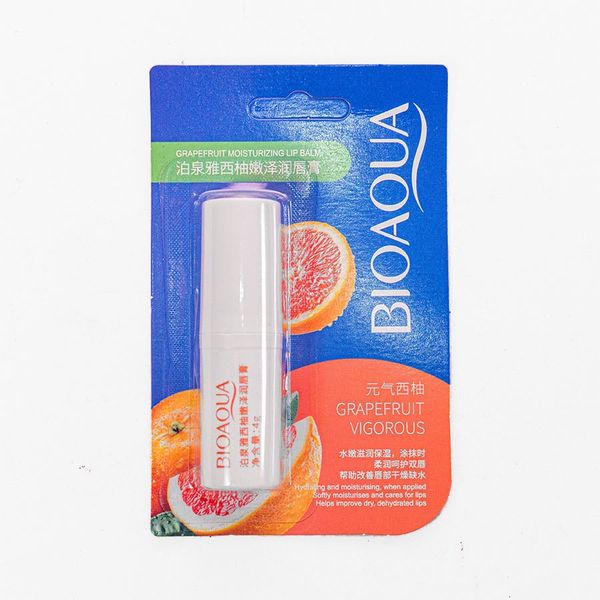 GRAPEFRUIT MOISTURIZING LIP BALM
泊泉雅西柚嫩泽润唇膏
BIOAQUA
BIOAQUA
泊泉雅西柚嫩泽润唇膏
净含量:4g
元气西柚
GRAPEFRUIT
VIGOROUS
水嫩滋润保湿，涂抹时
柔润呵护双唇
帮助改善唇部干燥缺水
Hydrating and moisturising, when applied
Softly moisturises and cares for lips
Helps improve dry, dehydrated lips